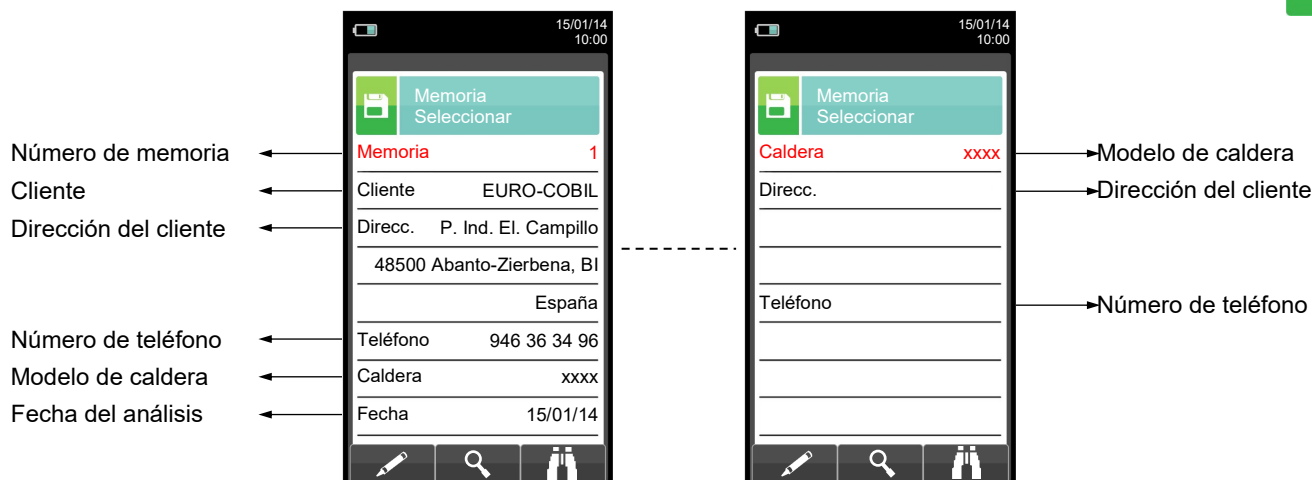 15/01/14
10:00
Memoria
Seleccionar
Número de memoria
Memoria 1
Cliente
Cliente EURO-COBIL
Dirección del cliente
Direcc. P. Ind. El. Campillo
48500 Abanto-Zierbena, BI
España
Número de teléfono
Teléfono 946 36 34 96
Modelo de caldera
Caldera xxxx
Fecha del análisis
Fecha 15/01/14
15/01/14
10:00
Memoria
Seleccionar
Caldera xxxx
Modelo de caldera
Direcc.
Dirección del cliente
Teléfono
Número de teléfono